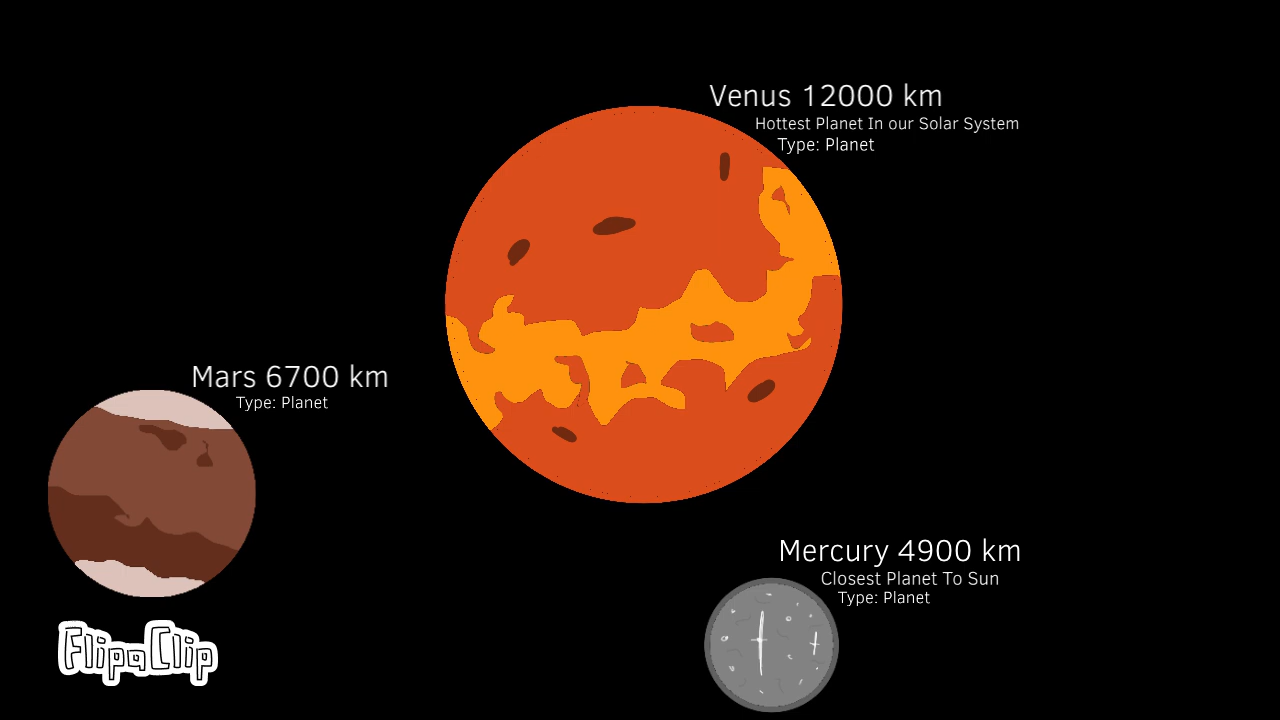 Venus 12000 km
Hottest Planet In our Solar System
Type: Planet
Mars 6700 km
Type: Planet
Mercury 4900 km
Closest Planet To Sun
Type: Planet
FlipaClip